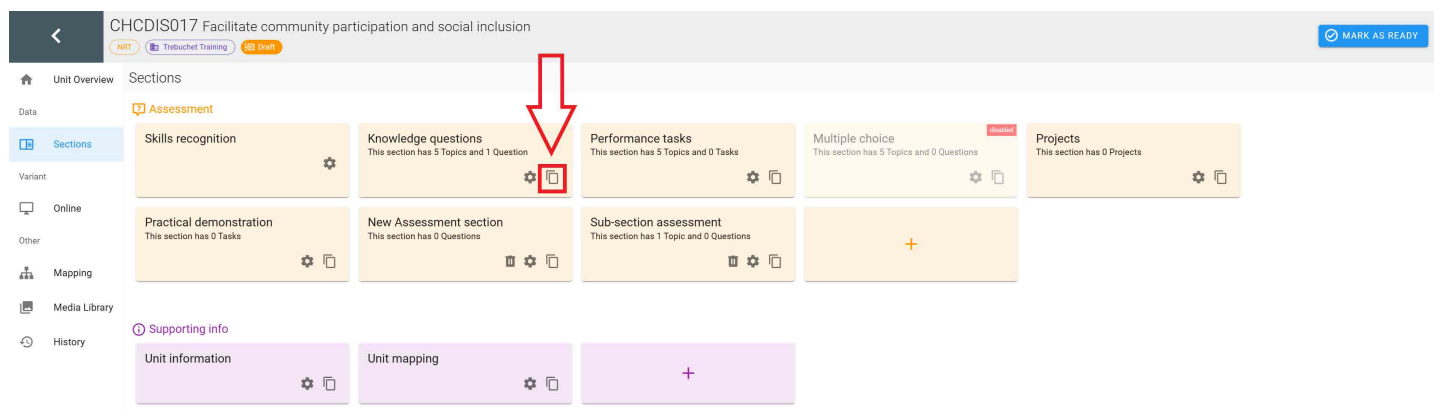 CHCDIS017 Facilitate community participation and social inclusion
NRT
Trebuchet Training
Draft
MARK AS READY
Unit Overview
Data
Sections
Variant
Online
Other
Mapping
Media Library
History
Sections
Assessment
Skills recognition
Knowledge questions
This section has 5 Topics and 1 Question
Performance tasks
This section has 5 Topics and 0 Tasks
disabled
Multiple choice
This section has 5 Topics and 0 Questions
Projects
This section has 0 Projects
Practical demonstration
This section has 0 Tasks
New Assessment section
This section has 0 Questions
Sub-section assessment
This section has 1 Topic and 0 Questions
+
Supporting info
Unit information
Unit mapping
+